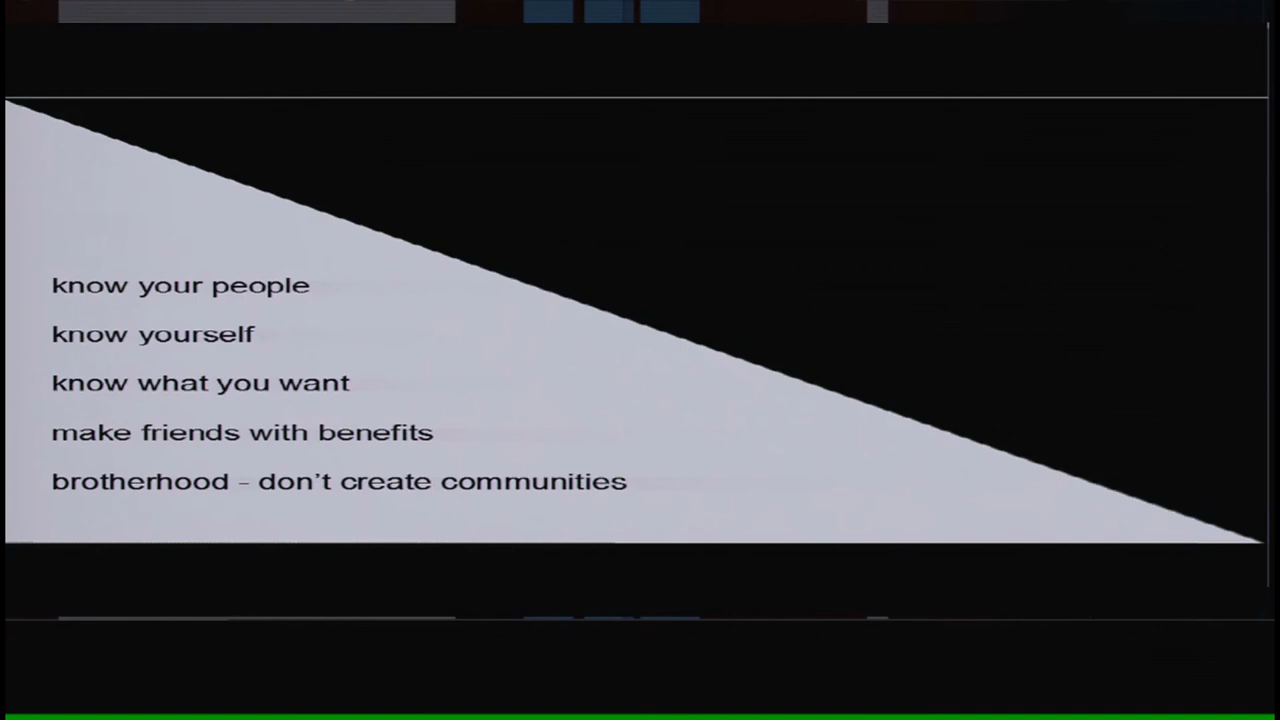 know your people
know yourself
know what you want
make friends with benefits
brotherhood - don't create communities